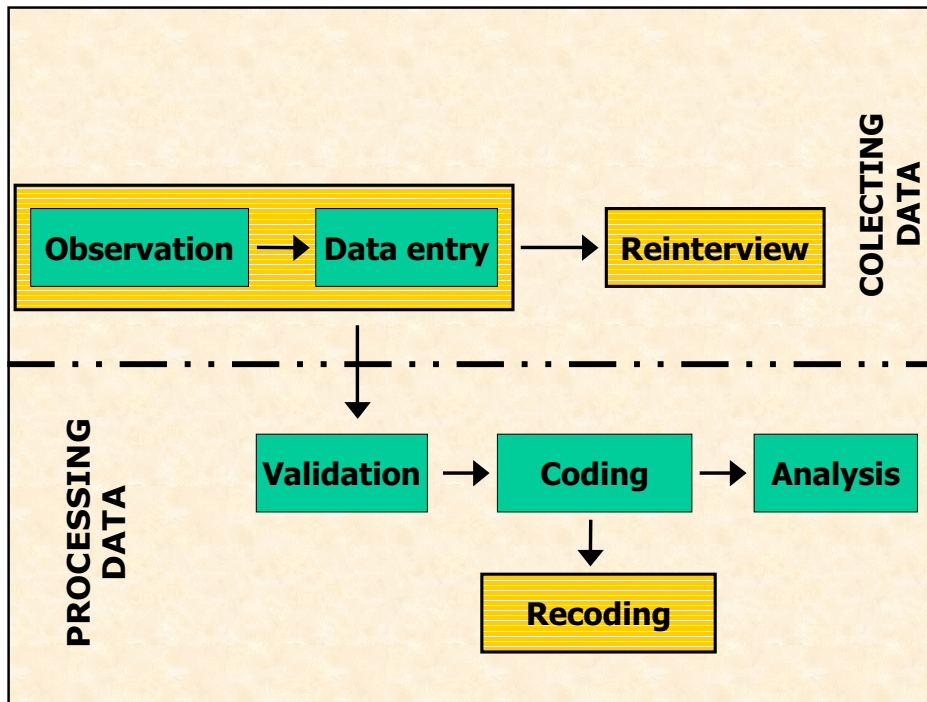 COLECTING
DATA
Observation
Data entry
Reinterview
PROCESSING
DATA
Validation
Coding
Analysis
Recoding